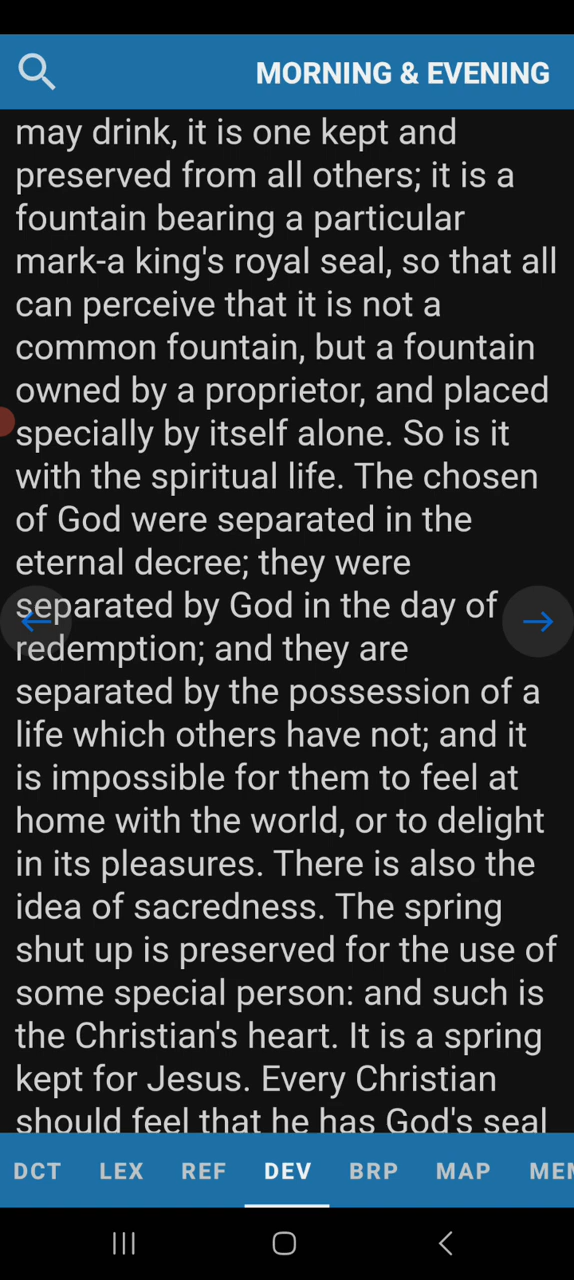 MORNING & EVENING
may drink, it is one kept and
preserved from all others; it is a
fountain bearing a particular
mark-a king's royal seal, so that all
can perceive that it is not a
common fountain, but a fountain
owned by a proprietor, and placed
specially by itself alone. So is it
with the spiritual life. The chosen
of God were separated in the
eternal decree; they were
separated by God in the day of
redemption; and they are
separated by the possession of a
life which others have not; and it
is impossible for them to feel at
home with the world, or to delight
in its pleasures. There is also the
idea of sacredness. The spring
shut up is preserved for the use of
some special person: and such is
the Christian's heart. It is a spring
kept for Jesus. Every Christian
should feel that he has God's seal
DCT LEX REF DEV BRP MAP MEM